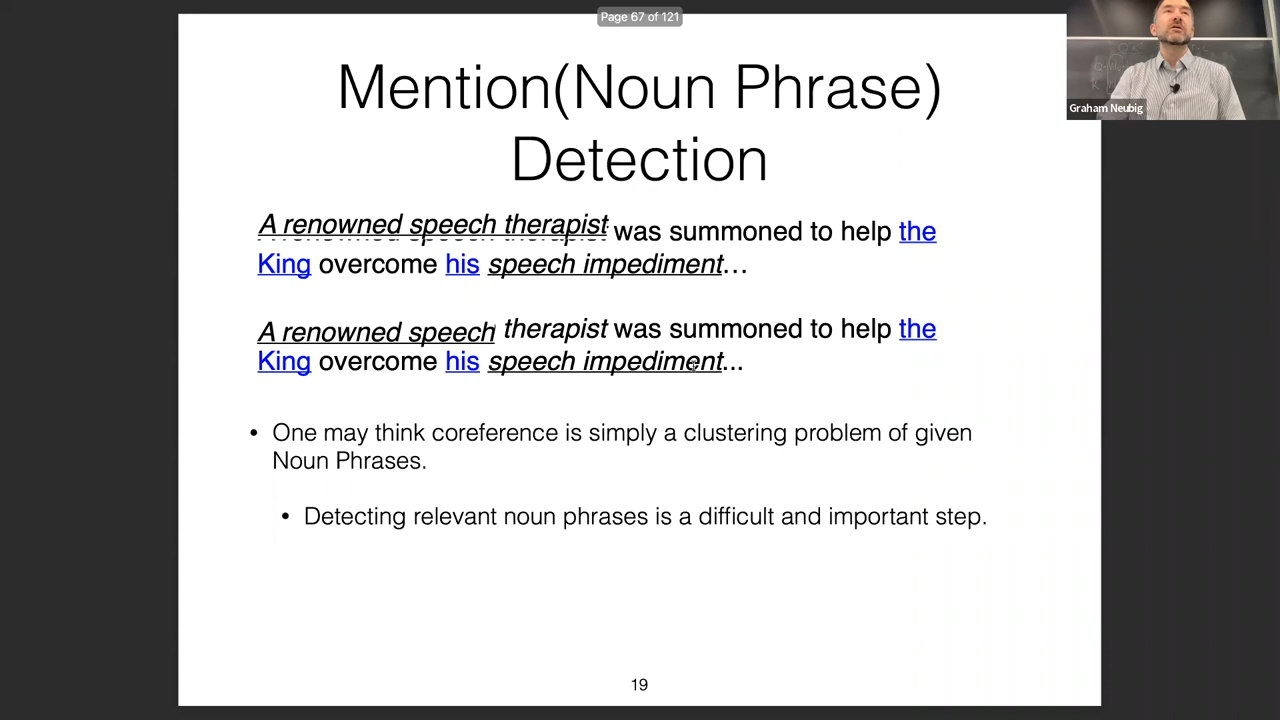 Page 67 of 121
Graham Neubig
Mention(Noun Phrase)
Detection
A renowned speech therapist was summoned to help the
King overcome his speech impediment…
A renowned speech therapist was summoned to help the
King overcome his speech impediment...
• One may think coreference is simply a clustering problem of given
Noun Phrases.
• Detecting relevant noun phrases is a difficult and important step.
19